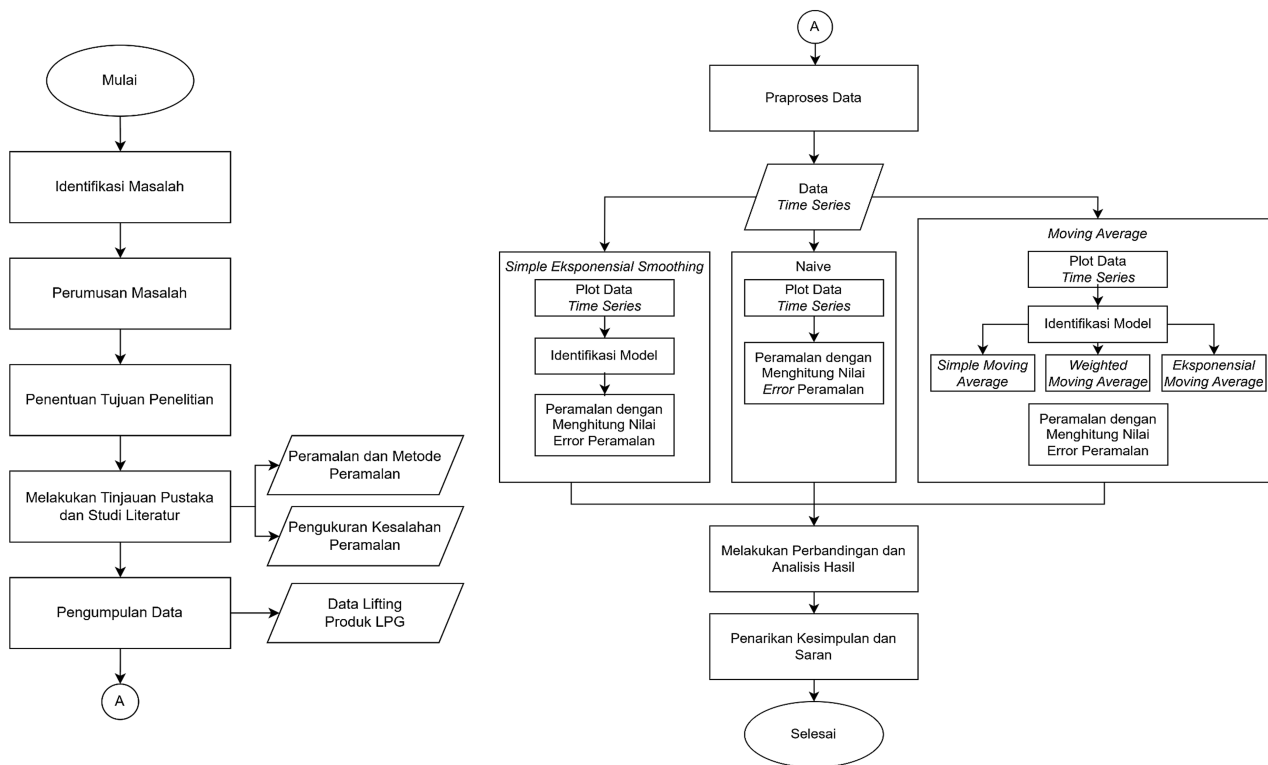 Mulai
Identifikasi Masalah
Perumusan Masalah
Penentuan Tujuan Penelitian
Melakukan Tinjauan Pustaka
dan Studi Literatur
Peramalan dan Metode
Peramalan
Pengukuran Kesalahan
Peramalan
Pengumpulan Data
Data Lifting
Produk LPG
A
A
Praproses Data
Data
Time Series
Simple Eksponensial Smoothing
Plot Data
Time Series
Identifikasi Model
Peramalan dengan
Menghitung Nilai
Error Peramalan
Naive
Plot Data
Time Series
Peramalan dengan
Menghitung Nilai
Error Peramalan
Moving Average
Plot Data
Time Series
Identifikasi Model
Simple Moving
Average
Weighted
Moving Average
Eksponensial
Moving Average
Peramalan dengan
Menghitung Nilai
Error Peramalan
Melakukan Perbandingan dan
Analisis Hasil
Penarikan Kesimpulan dan
Saran
Selesai